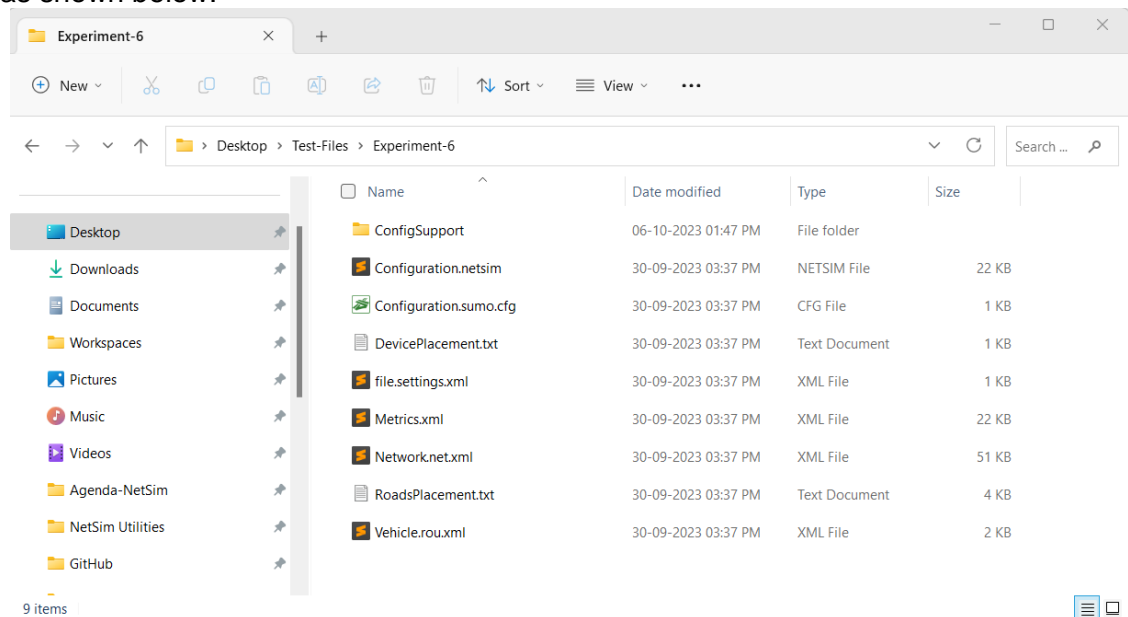 as shown below:
Experiment-6
New
Sort
View
Desktop > Test-Files > Experiment-6
Search ...
Name Date modified Type Size
Desktop
Downloads
Documents
Workspaces
Pictures
Music
Videos
Agenda-NetSim
NetSim Utilities
GitHub
ConfigSupport 06-10-2023 01:47 PM File folder
Configuration.netsim 30-09-2023 03:37 PM NETSIM File 22 KB
Configuration.sumo.cfg 30-09-2023 03:37 PM CFG File 1 KB
DevicePlacement.txt 30-09-2023 03:37 PM Text Document 1 KB
file.settings.xml 30-09-2023 03:37 PM XML File 1 KB
Metrics.xml 30-09-2023 03:37 PM XML File 22 KB
Network.net.xml 30-09-2023 03:37 PM XML File 51 KB
RoadsPlacement.txt 30-09-2023 03:37 PM Text Document 4 KB
Vehicle.rou.xml 30-09-2023 03:37 PM XML File 2 KB
9 items